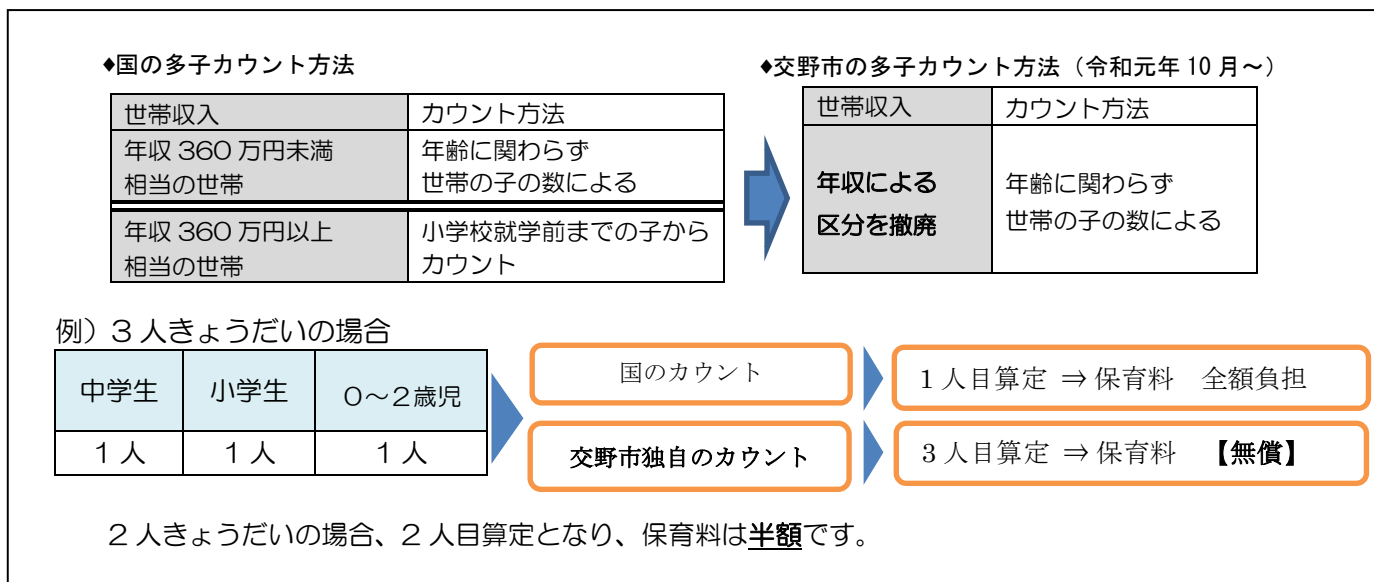 ♦国の多子カウント方法
世帯収入 カウント方法
年収 360 万円未満 年齢に関わらず
相当の世帯 世帯の子の数による
年収 360 万円以上 小学校就学前までの子から
相当の世帯 カウント
♦交野市の多子カウント方法（令和元年 10 月～）
世帯収入 カウント方法
年収による 年齢に関わらず
区分を撤廃 世帯の子の数による
例）3 人きょうだいの場合
中学生 小学生 0～2歳児
1人 1人 1人
国のカウント
1 人目算定 ⇒ 保育料　全額負担
交野市独自のカウント
3 人目算定 ⇒ 保育料　【無償】
2 人きょうだいの場合、2 人目算定となり、保育料は半額です。